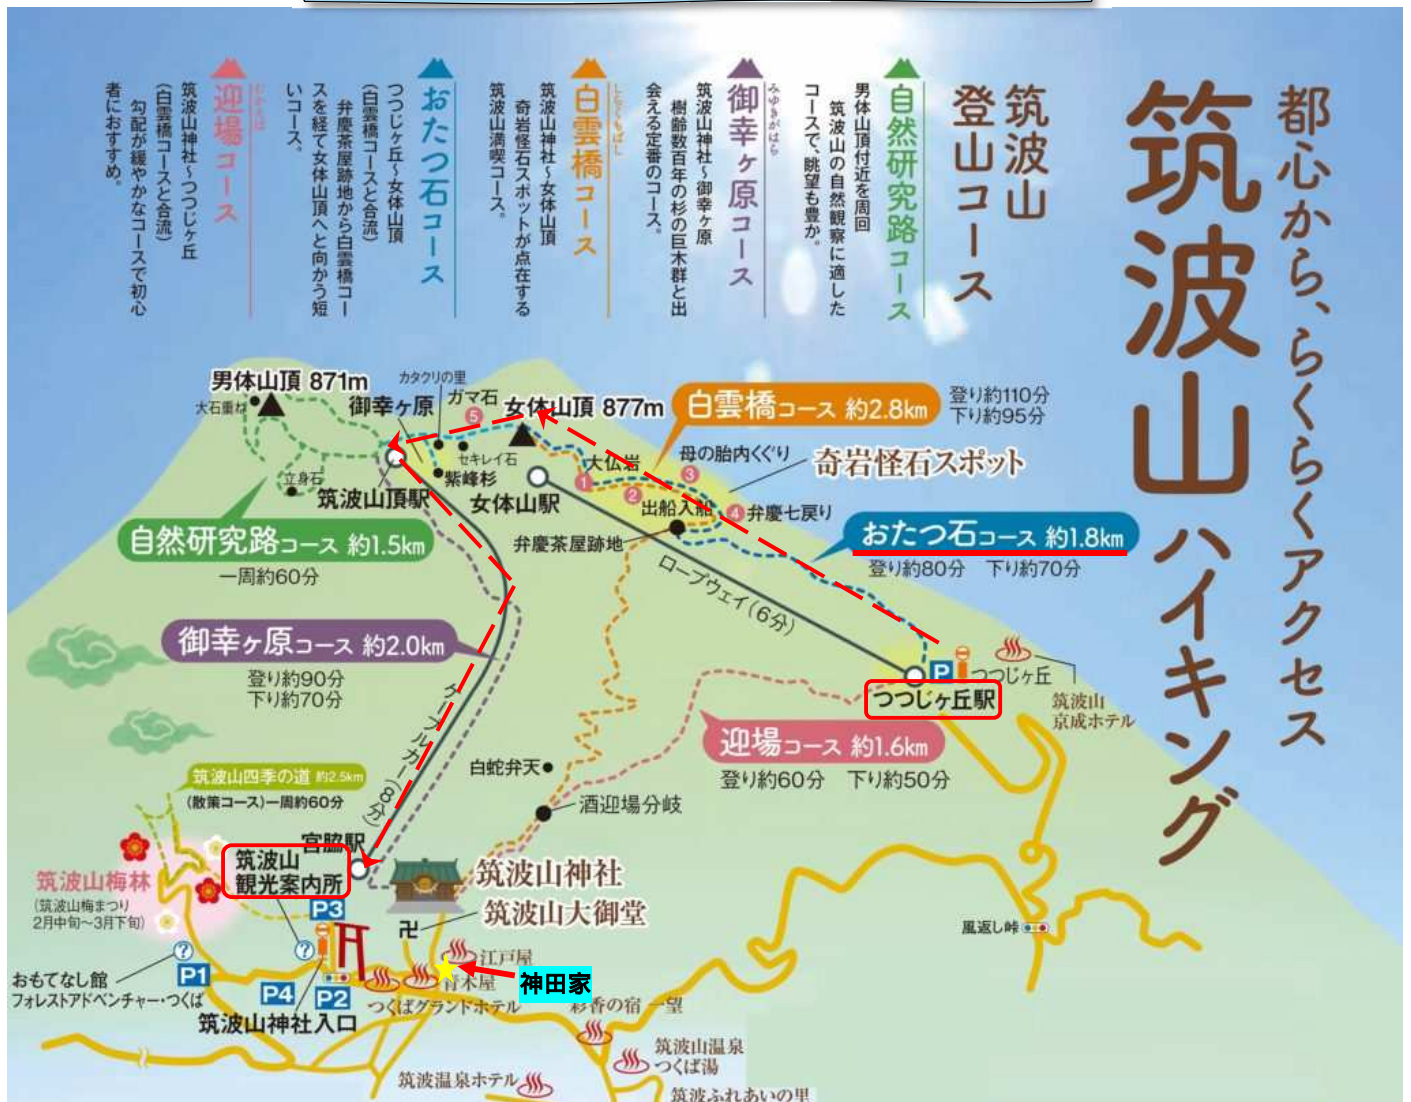 都心から、らくらくアクセス
筑波山ハイキング
筑波山
登山コース
自然研究路コース
男体山頂付近を周回
筑波山の自然観察に適した
コースで、眺望も豊か。
みゆきがはら
御幸ヶ原コース
筑波山神社～御幸ヶ原
樹齢数百年の杉の巨木群と出
会える定番のコース。
しらくもばし
白雲橋コース
筑波山神社～女体山頂
奇岩怪石スポットが点在する
筑波山満喫コース。
おたつ石コース
つつじヶ丘～女体山頂
(白雲橋コースと合流)
弁慶茶屋跡地から白雲橋コー
スを経て女体山頂へと向かう短
いコース。
むかえば
迎場コース
筑波山神社～つつじヶ丘
(白雲橋コースと合流)
勾配が緩やかなコースで初心
者におすすめ。
男体山頂 871m
大石重ね
カタクリの里
御幸ヶ原
ガマ石
5
女体山頂 877m
白雲橋コース 約2.8km
登り約110分
下り約95分
セキレイ石
紫峰杉
立身石
筑波山頂駅
女体山駅
大仏岩
1
2
母の胎内くぐり
3
奇岩怪石スポット
出船入船
4
弁慶七戻り
弁慶茶屋跡地
自然研究路コース 約1.5km
一周約60分
おたつ石コース 約1.8km
登り約80分 下り約70分
ロープウェイ(6分)
御幸ヶ原コース 約2.0km
登り約90分
下り約70分
ケーブルカー(8分)
P
つつじヶ丘
つつじヶ丘駅
筑波山
京成ホテル
迎場コース 約1.6km
登り約60分 下り約50分
白蛇弁天
酒迎場分岐
筑波山四季の道 約2.5km
(散策コース)一周約60分
宮脇駅
筑波山
観光案内所
筑波山梅林
(筑波山梅まつり
2月中旬～3月下旬)
筑波山神社
筑波山大御堂
卍
P3
?
?
P1
おもてなし館
フォレストアドベンチャー・つくば
P4
P2
筑波山神社入口
江戸屋
青木屋
神田家
つくばグランドホテル
彩香の宿 一望
風返し峠
筑波山温泉
つくば湯
筑波温泉ホテル
筑波ふれあいの里